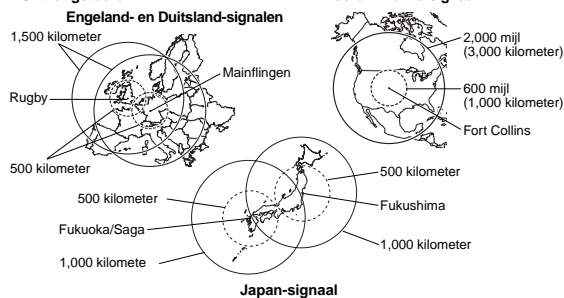 Engeland- en Duitsland-signalen
1,500 kilometer
Mainflingen
Rugby
500 kilometer
2,000 mijl
(3,000 kilometer)
600 mijl
(1,000 kilometer)
Fort Collins
500 kilometer
Fukuoka/Saga
1,000 kilomete
500 kilometer
Fukushima
1,000 kilometer
Japan-signaal